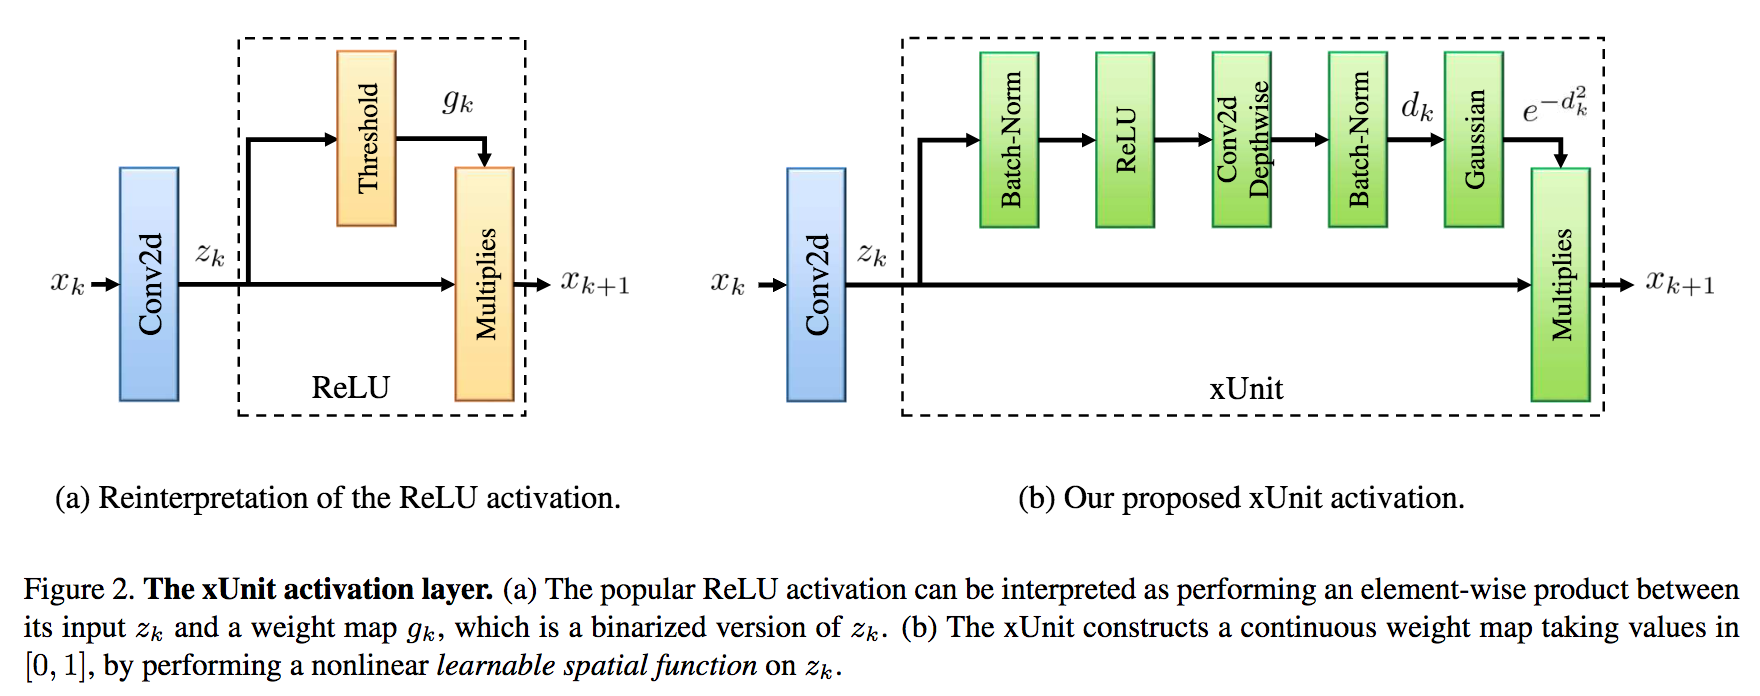 Conv2d
Threshold
Multiplies
x_k
z_k
g_k
x_{k+1}
ReLU
Conv2d
Batch-Norm
ReLU
Conv2d
Depthwise
Batch-Norm
Gaussian
Multiplies
x_k
z_k
d_k
e^{-d_k^2}
x_{k+1}
xUnit
(a) Reinterpretation of the ReLU activation.
(b) Our proposed xUnit activation.
Figure 2. The xUnit activation layer. (a) The popular ReLU activation can be interpreted as performing an element-wise product between
its input z_k and a weight map g_k, which is a binarized version of z_k. (b) The xUnit constructs a continuous weight map taking values in
[0, 1], by performing a nonlinear learnable spatial function on z_k.